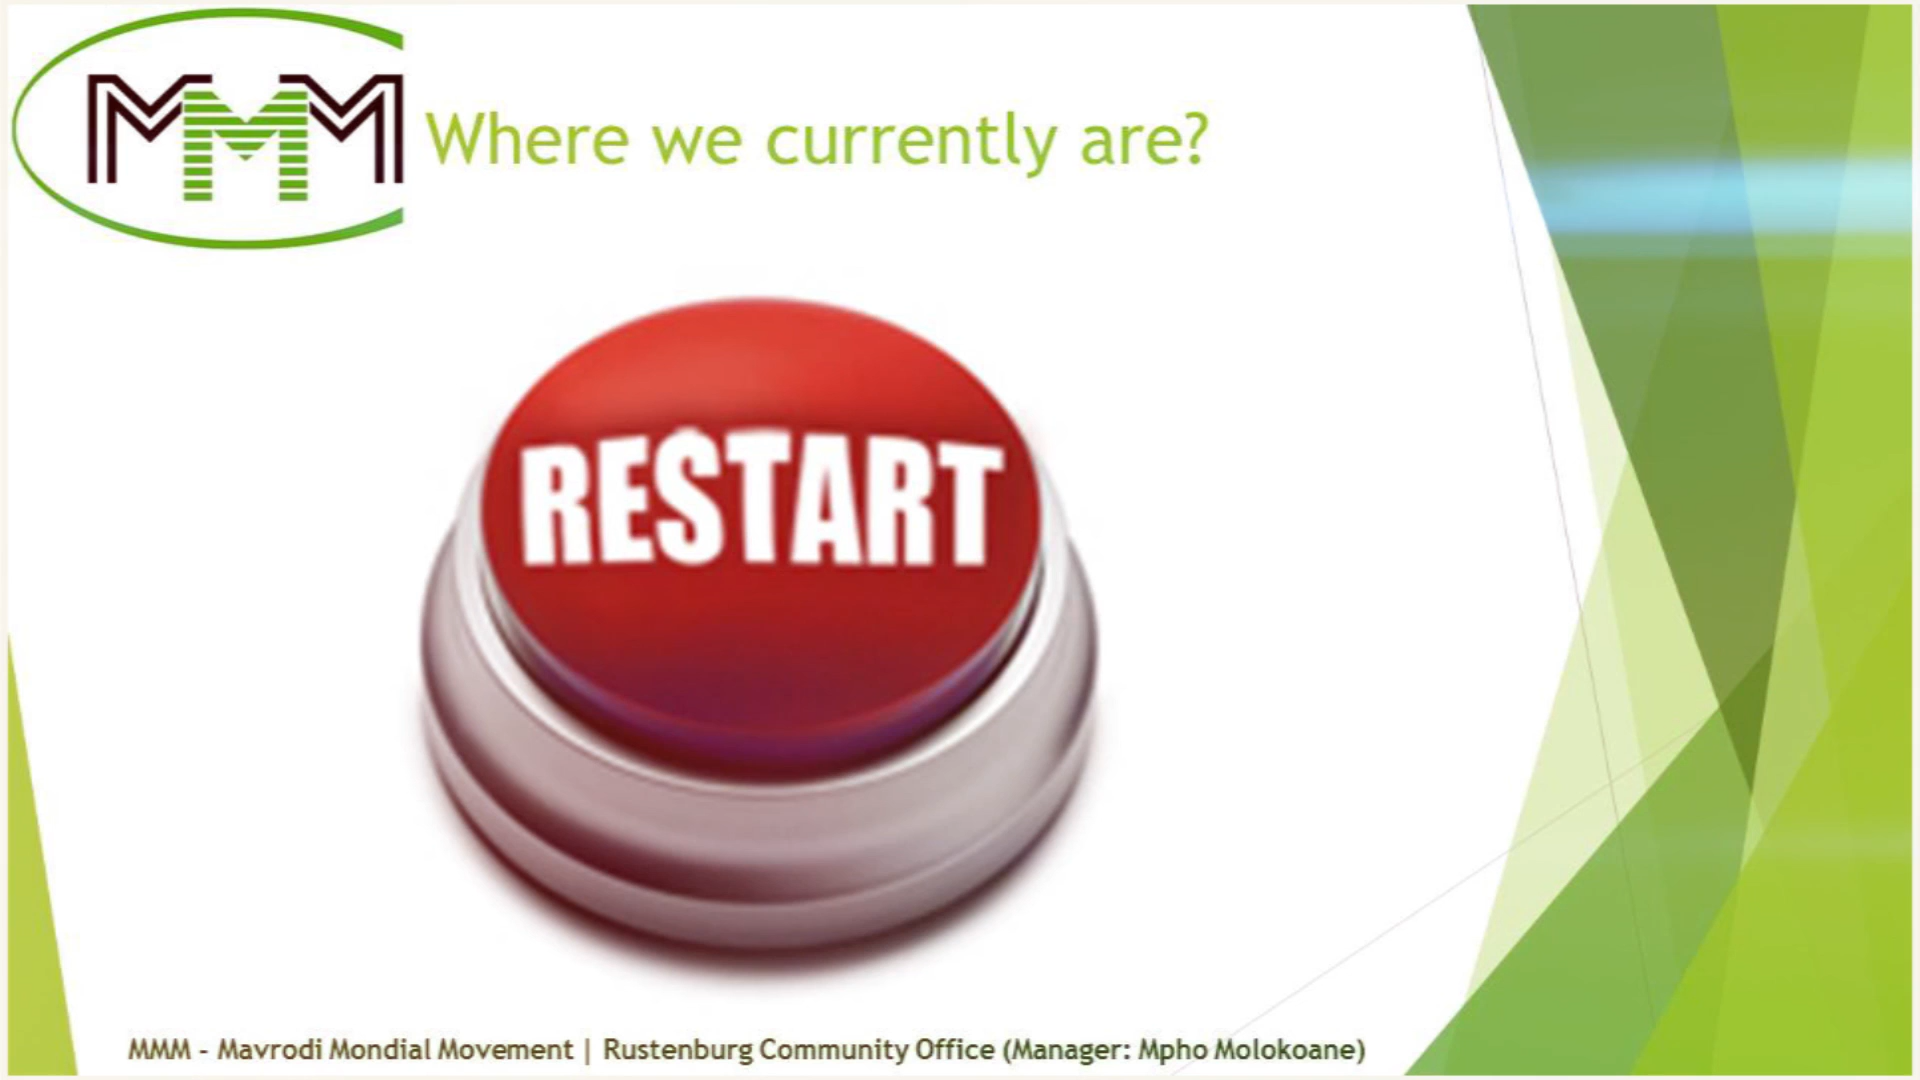 MMM
Where we currently are?
RESTART
MMM - Mavrodi Mondial Movement | Rustenburg Community Office (Manager: Mpho Molokoane)